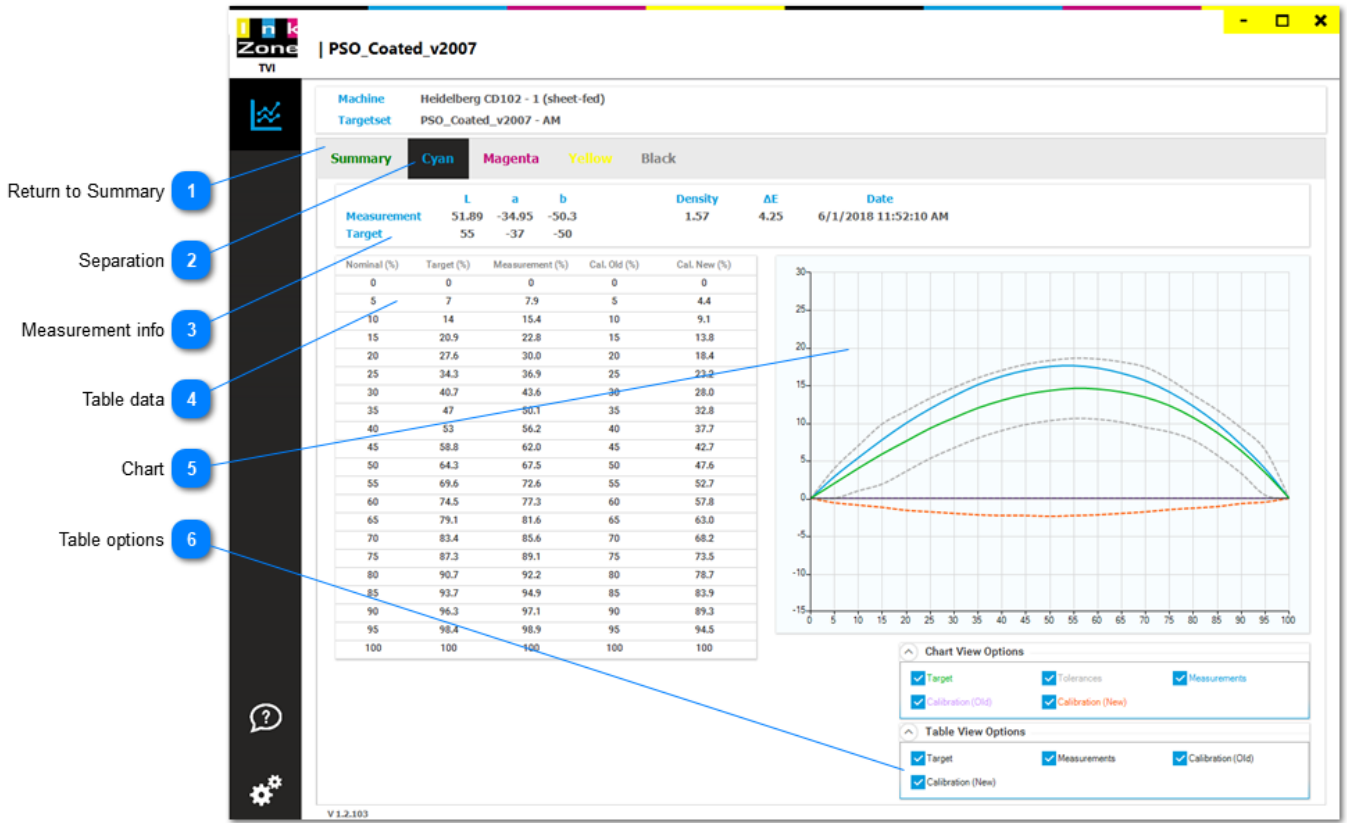 Ink
Zone
TVI
| PSO_Coated_v2007
Machine Heidelberg CD102 - 1 (sheet-fed)
Targetset PSO_Coated_v2007 - AM
Summary Cyan Magenta Yellow Black
Return to Summary 1
Separation 2
Measurement info 3
Table data 4
Chart 5
Table options 6
L a b Density ΔE Date
Measurement 51.89 -34.95 -50.3 1.57 4.25 6/1/2018 11:52:10 AM
Target 55 -37 -50
Nominal (%) Target (%) Measurement (%) Cal. Old (%) Cal. New (%)
0 0 0 0 0
5 7 7.9 5 4.4
10 14 15.4 10 9.1
15 20.9 22.8 15 13.8
20 27.6 30.0 20 18.4
25 34.3 36.9 25 23.2
30 40.7 43.6 30 28.0
35 47 50.1 35 32.8
40 53 56.2 40 37.7
45 58.8 62.0 45 42.7
50 64.3 67.5 50 47.6
55 69.6 72.6 55 52.7
60 74.5 77.3 60 57.8
65 79.1 81.6 65 63.0
70 83.4 85.6 70 68.2
75 87.3 89.1 75 73.5
80 90.7 92.2 80 78.7
85 93.7 94.9 85 83.9
90 96.3 97.1 90 89.3
95 98.4 98.9 95 94.5
100 100 100 100 100
30
25
20
15
10
5
0
-5
-10
-15
0 5 10 15 20 25 30 35 40 45 50 55 60 65 70 75 80 85 90 95 100
Chart View Options
Target Tolerances Measurements
Calibration (Old) Calibration (New)
Table View Options
Target Measurements Calibration (Old)
Calibration (New)
?
V 1.2.103